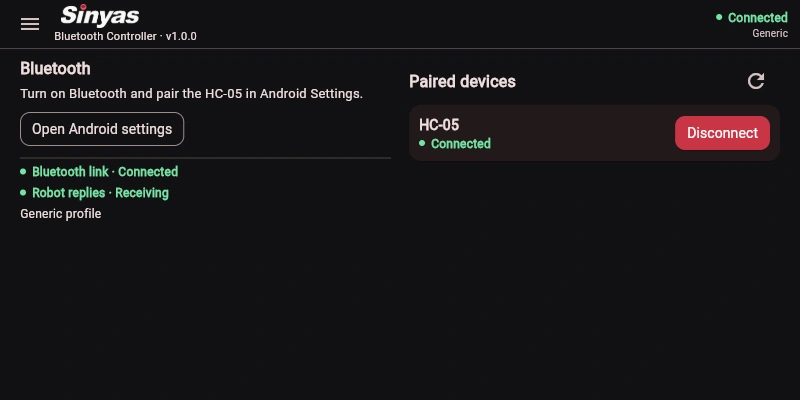 Sinyas
Bluetooth Controller · v1.0.0
Connected
Generic
Bluetooth
Turn on Bluetooth and pair the HC-05 in Android Settings.
Open Android settings
Bluetooth link · Connected
Robot replies · Receiving
Generic profile
Paired devices
HC-05
Connected
Disconnect